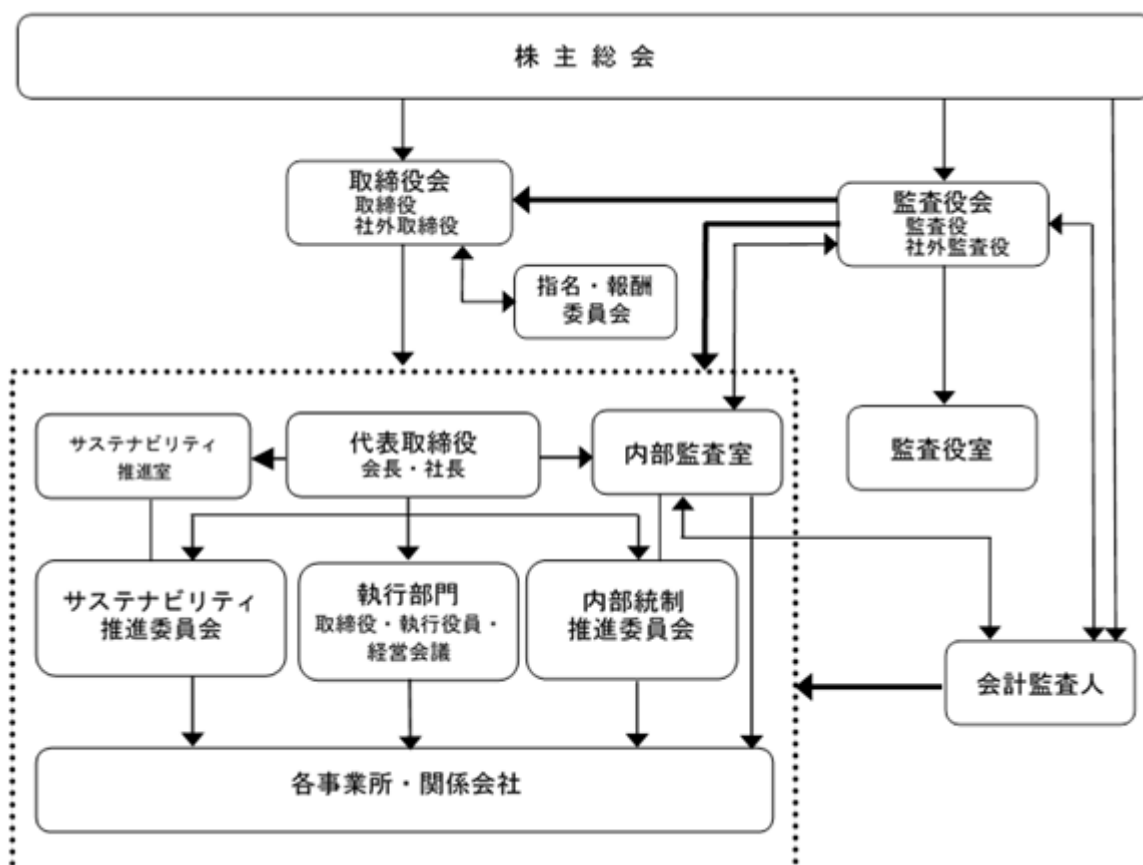 株主総会
取締役会
取締役
社外取締役
監査役会
監査役
社外監査役
指名・報酬
委員会
サステナビリティ
推進室
代表取締役
会長・社長
内部監査室
監査役室
サステナビリティ
推進委員会
執行部門
取締役・執行役員・
経営会議
内部統制
推進委員会
会計監査人
各事業所・関係会社